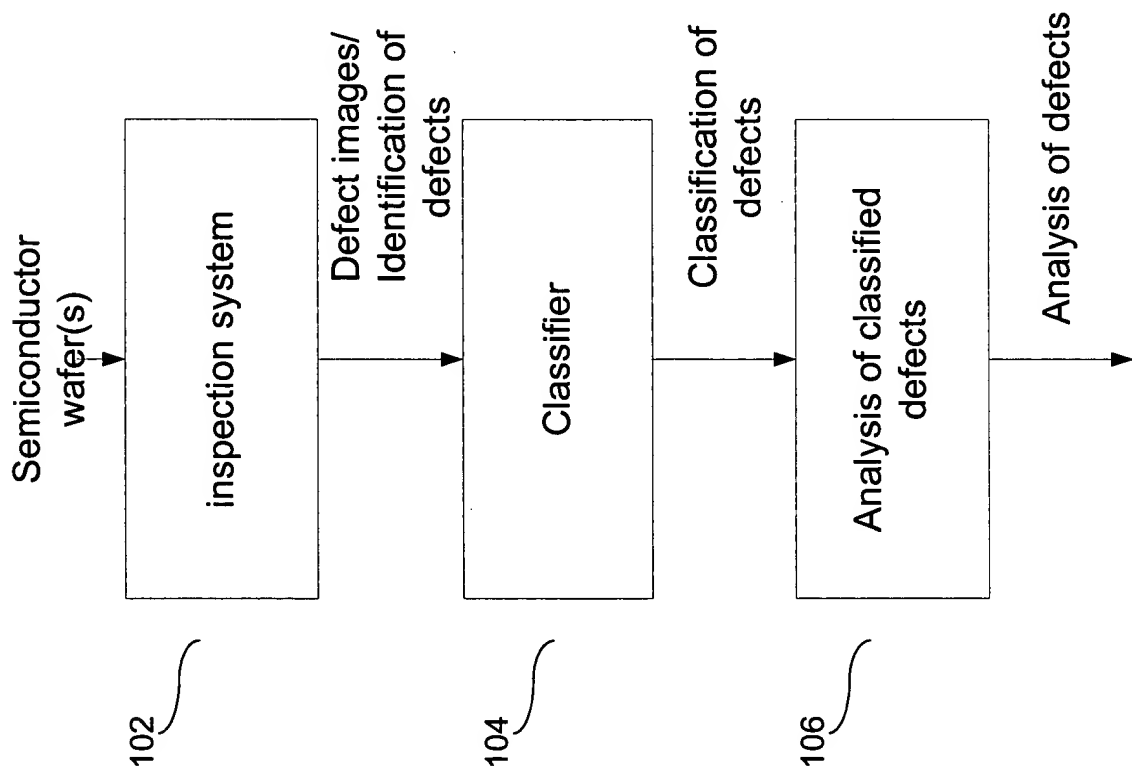 Semiconductor
wafer(s)
102
inspection system
Defect images/
Identification of
defects
104
Classifier
Classification of
defects
106
Analysis of classified
defects
Analysis of defects